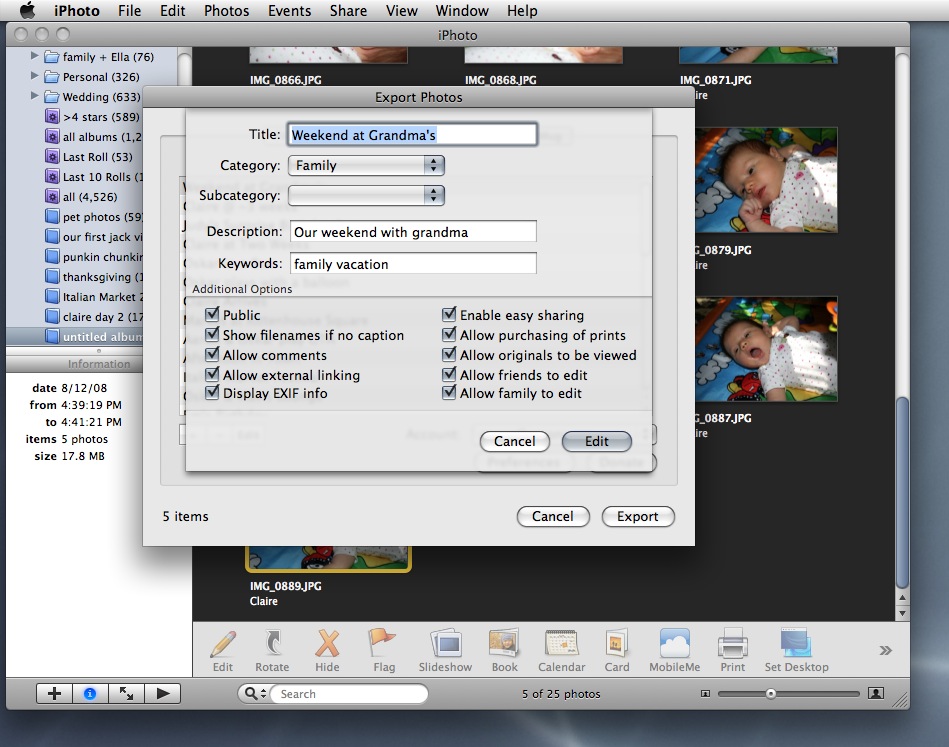 iPhoto File Edit Photos Events Share View Window Help
iPhoto
family + Ella (76)
Personal (326)
Wedding (633)
>4 stars (589)
all albums (1,2
Last Roll (53)
Last 10 Rolls (1
all (4,526)
pet photos (59
our first jack vi
punkin chunkin
thanksgiving (1
Italian Market 2
claire day 2 (17
untitled album
Information
date 8/12/08
from 4:39:19 PM
to 4:41:21 PM
items 5 photos
size 17.8 MB
IMG_0866.JPG
IMG_0868.JPG
IMG_0871.JPG
ire
IMG_0879.JPG
ire
IMG_0887.JPG
ire
Export Photos
Title: Weekend at Grandma's
Category: Family
Subcategory:
Description: Our weekend with grandma
Keywords: family vacation
Additional Options
Public
Show filenames if no caption
Allow comments
Allow external linking
Display EXIF info
Enable easy sharing
Allow purchasing of prints
Allow originals to be viewed
Allow friends to edit
Allow family to edit
Cancel Edit
5 items
Cancel Export
IMG_0889.JPG
Claire
Edit Rotate Hide Flag Slideshow Book Calendar Card MobileMe Print Set Desktop
Search
5 of 25 photos